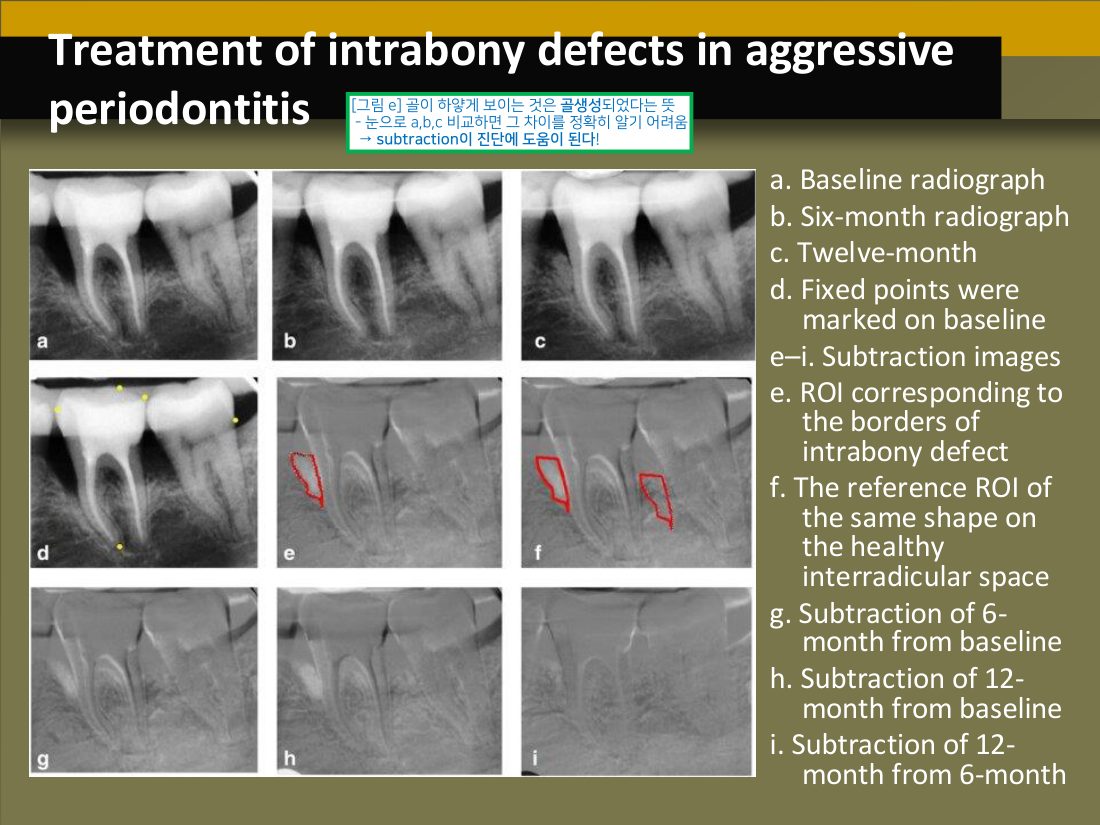 Treatment of intrabony defects in aggressive
periodontitis
[그림 e] 골이 하얗게 보이는 것은 골생성되었다는 뜻
- 눈으로 a,b,c 비교하면 그 차이를 정확히 알기 어려움
→ subtraction이 진단에 도움이 된다!
a
b
c
d
e
f
g
h
i
a. Baseline radiograph
b. Six-month radiograph
c. Twelve-month
d. Fixed points were
marked on baseline
e–i. Subtraction images
e. ROI corresponding to
the borders of
intrabony defect
f. The reference ROI of
the same shape on
the healthy
interradicular space
g. Subtraction of 6-
month from baseline
h. Subtraction of 12-
month from baseline
i. Subtraction of 12-
month from 6-month